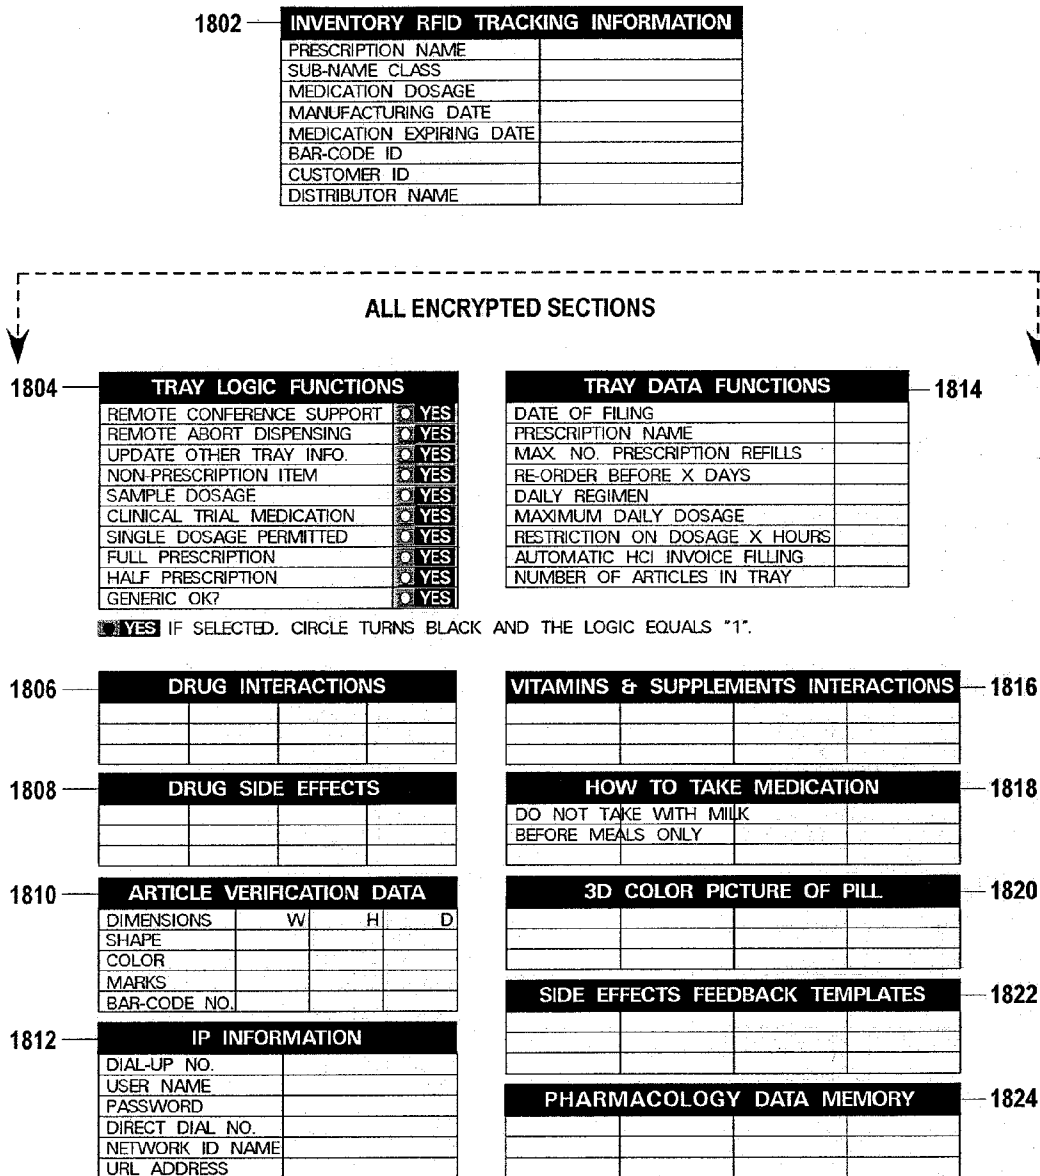 1802
INVENTORY RFID TRACKING INFORMATION
PRESCRIPTION NAME
SUB-NAME CLASS
MEDICATION DOSAGE
MANUFACTURING DATE
MEDICATION EXPIRING DATE
BAR-CODE ID
CUSTOMER ID
DISTRIBUTOR NAME
ALL ENCRYPTED SECTIONS
1804
TRAY LOGIC FUNCTIONS
REMOTE CONFERENCE SUPPORT YES
REMOTE ABORT DISPENSING YES
UPDATE OTHER TRAY INFO. YES
NON-PRESCRIPTION ITEM YES
SAMPLE DOSAGE YES
CLINICAL TRIAL MEDICATION YES
SINGLE DOSAGE PERMITTED YES
FULL PRESCRIPTION YES
HALF PRESCRIPTION YES
GENERIC OK? YES
TRAY DATA FUNCTIONS
1814
DATE OF FILING
PRESCRIPTION NAME
MAX. NO. PRESCRIPTION REFILLS
RE-ORDER BEFORE X DAYS
DAILY REGIMEN
MAXIMUM DAILY DOSAGE
RESTRICTION ON DOSAGE X HOURS
AUTOMATIC HCI INVOICE FILLING
NUMBER OF ARTICLES IN TRAY
YES IF SELECTED. CIRCLE TURNS BLACK AND THE LOGIC EQUALS "1".
1806
DRUG INTERACTIONS
1808
DRUG SIDE EFFECTS
1810
ARTICLE VERIFICATION DATA
DIMENSIONS W H D
SHAPE
COLOR
MARKS
BAR-CODE NO.
1812
IP INFORMATION
DIAL-UP NO.
USER NAME
PASSWORD
DIRECT DIAL NO.
NETWORK ID NAME
URL ADDRESS
VITAMINS & SUPPLEMENTS INTERACTIONS
1816
HOW TO TAKE MEDICATION
1818
DO NOT TAKE WITH MILK
BEFORE MEALS ONLY
3D COLOR PICTURE OF PILL
1820
SIDE EFFECTS FEEDBACK TEMPLATES
1822
PHARMACOLOGY DATA MEMORY
1824